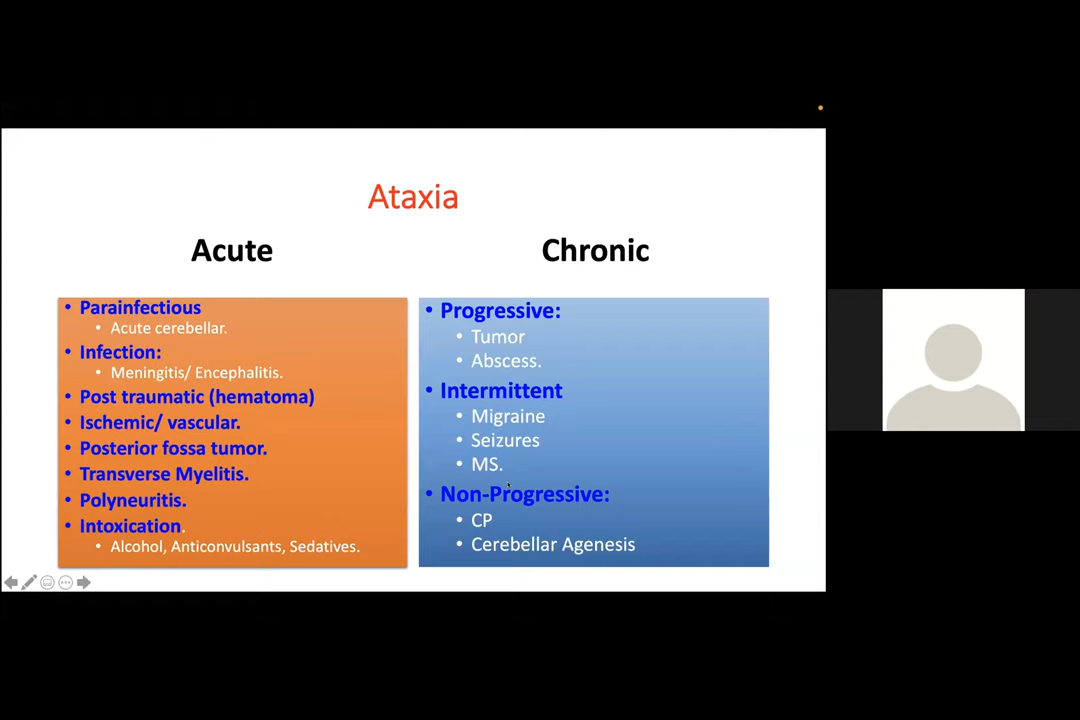 Ataxia
Acute
• Parainfectious
• Acute cerebellar.
• Infection:
• Meningitis/ Encephalitis.
• Post traumatic (hematoma)
• Ischemic/ vascular.
• Posterior fossa tumor.
• Transverse Myelitis.
• Polyneuritis.
• Intoxication.
• Alcohol, Anticonvulsants, Sedatives.
Chronic
• Progressive:
• Tumor
• Abscess.
• Intermittent
• Migraine
• Seizures
• MS.
• Non-Progressive:
• CP
• Cerebellar Agenesis